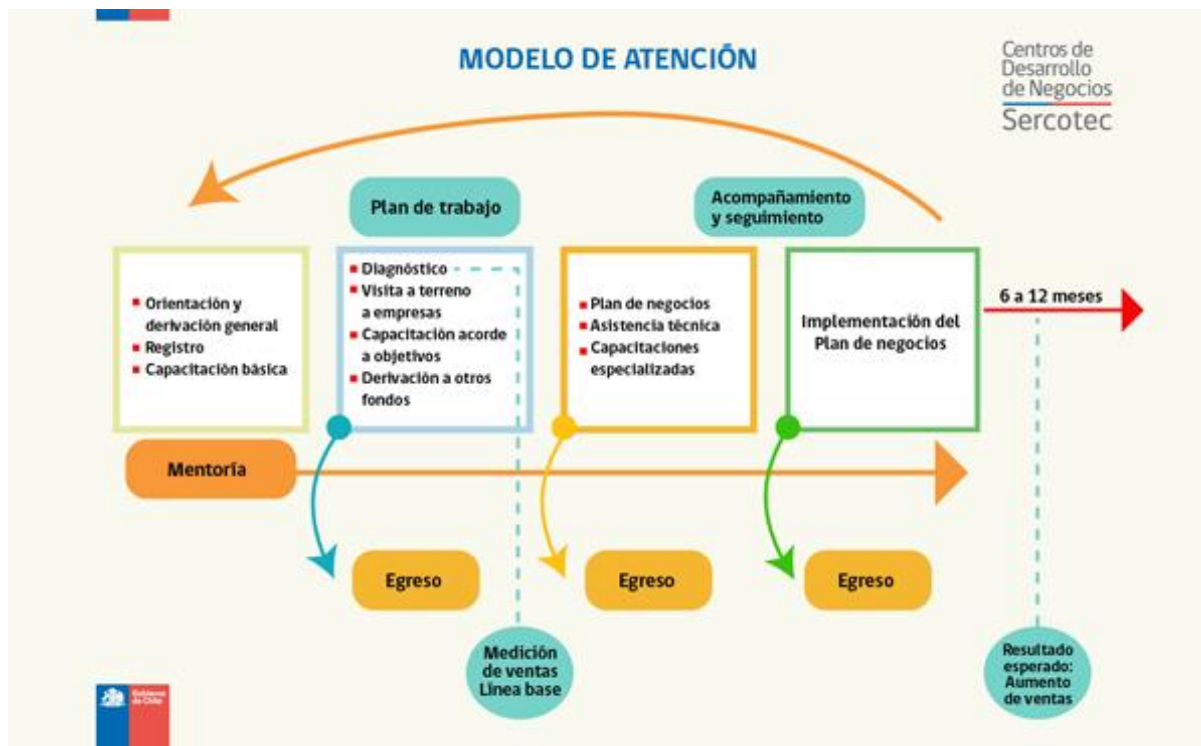 MODELO DE ATENCIÓN
Centros de
Desarrollo
de Negocios
Sercotec
Plan de trabajo
Acompañamiento
y seguimiento
Orientación y
derivación general
Registro
Capacitación básica
Diagnóstico
Visita a terreno
a empresas
Capacitación acorde
a objetivos
Derivación a otros
fondos
Plan de negocios
Asistencia técnica
Capacitaciones
especializadas
Implementación del
Plan de negocios
6 a 12 meses
Mentoría
Egreso
Egreso
Egreso
Medición
de ventas
Línea base
Resultado
esperado:
Aumento
de ventas
Gobierno
de Chile